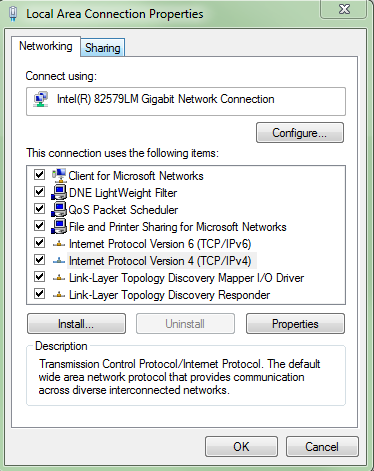 Local Area Connection Properties
Networking
Sharing
Connect using:
Intel(R) 82579LM Gigabit Network Connection
Configure...
This connection uses the following items:
Client for Microsoft Networks
DNE LightWeight Filter
QoS Packet Scheduler
File and Printer Sharing for Microsoft Networks
Internet Protocol Version 6 (TCP/IPv6)
Internet Protocol Version 4 (TCP/IPv4)
Link-Layer Topology Discovery Mapper I/O Driver
Link-Layer Topology Discovery Responder
Install...
Uninstall
Properties
Description
Transmission Control Protocol/Internet Protocol. The default
wide area network protocol that provides communication
across diverse interconnected networks.
OK
Cancel